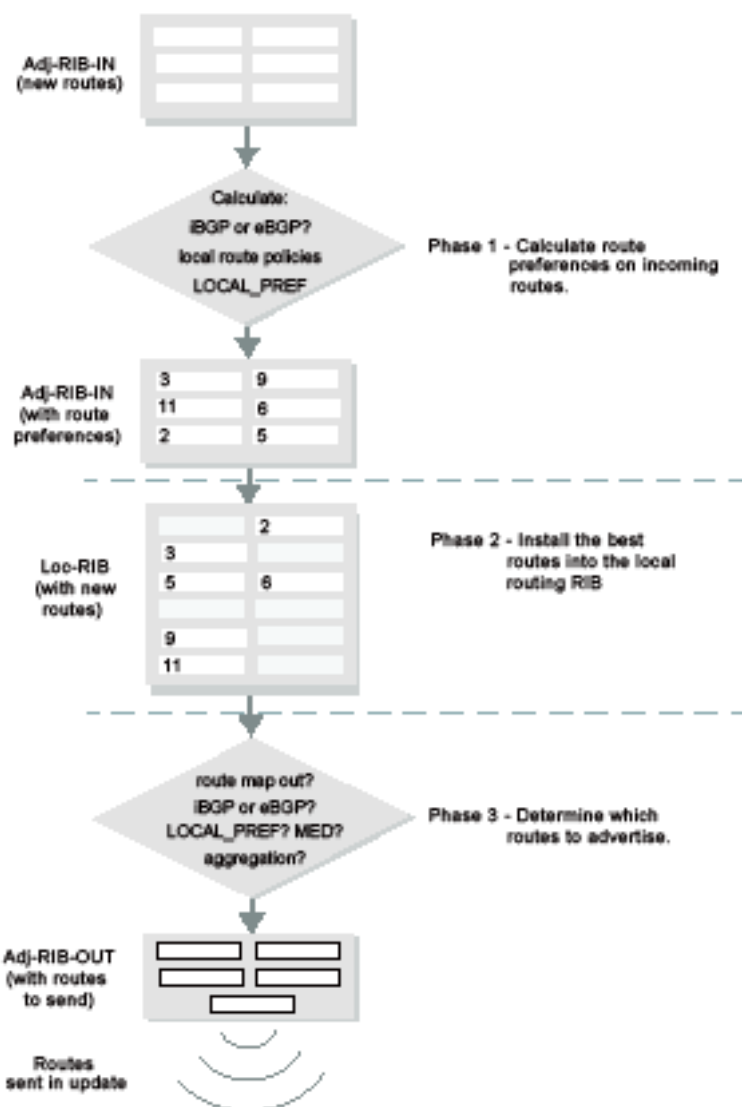 Adj-RIB-IN
(new routes)
Calculate:
iBGP or eBGP?
local route policies
LOCAL_PREF
Phase 1 - Calculate route
preferences on incoming
routes.
Adj-RIB-IN
(with route
preferences)
3 9
11 6
2 5
Loc-RIB
(with new
routes)
2
3
5 6
9
11
Phase 2 - Install the best
routes into the local
routing RIB
route map out?
iBGP or eBGP?
LOCAL_PREF? MED?
aggregation?
Phase 3 - Determine which
routes to advertise.
Adj-RIB-OUT
(with routes
to send)
Routes
sent in update